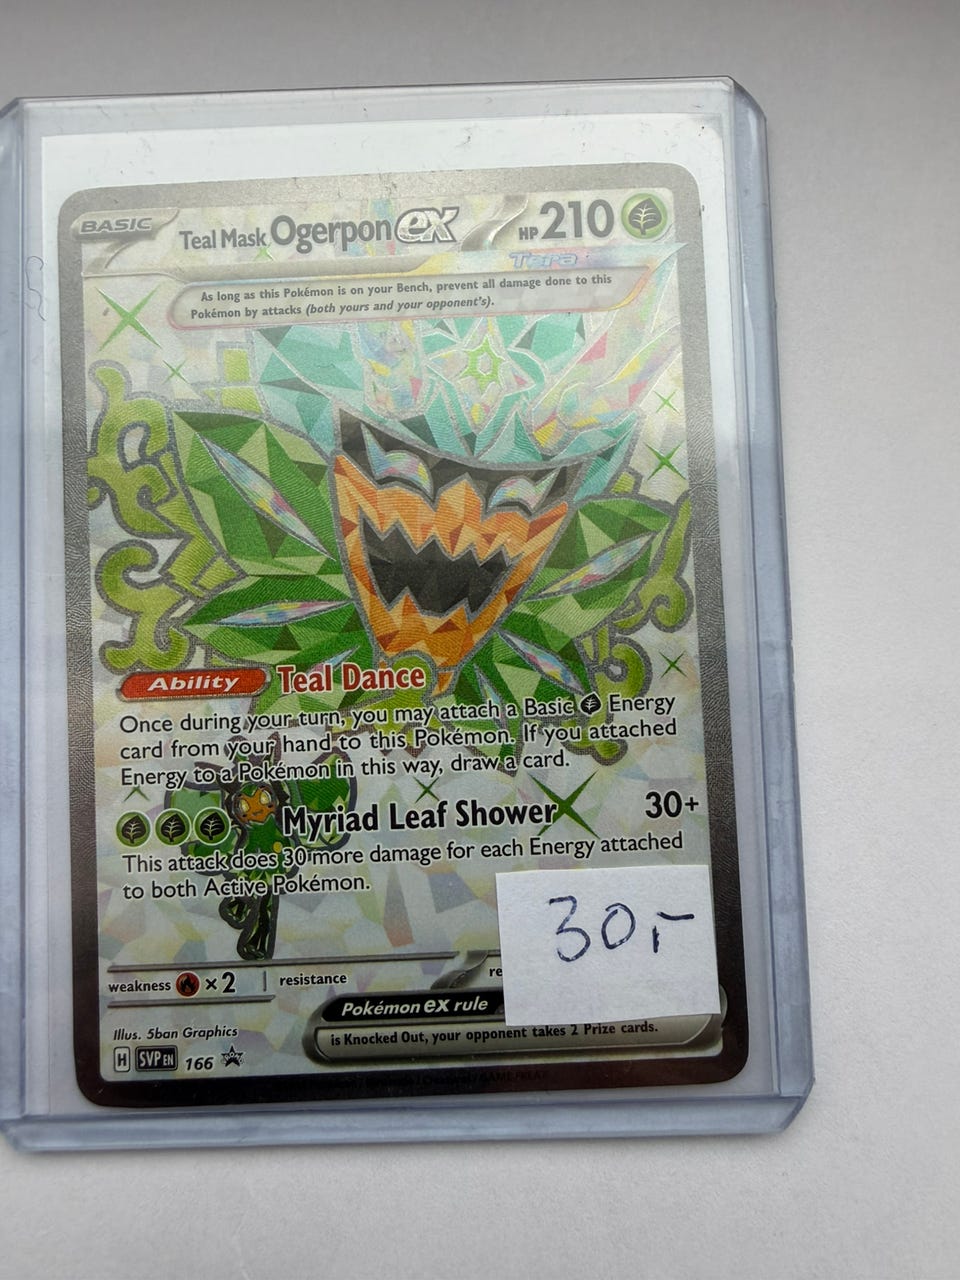 BASIC
Teal Mask Ogerpon ex HP 210
Tera
As long as this Pokémon is on your Bench, prevent all damage done to this
Pokémon by attacks (both yours and your opponent's).
Ability Teal Dance
Once during your turn, you may attach a Basic Energy
card from your hand to this Pokémon. If you attached
Energy to a Pokémon in this way, draw a card.
Myriad Leaf Shower 30+
This attack does 30 more damage for each Energy attached
to both Active Pokémon.
30,-
weakness ×2 resistance re
Pokémon ex rule
is Knocked Out, your opponent takes 2 Prize cards.
Illus. 5ban Graphics
H SVP EN 166